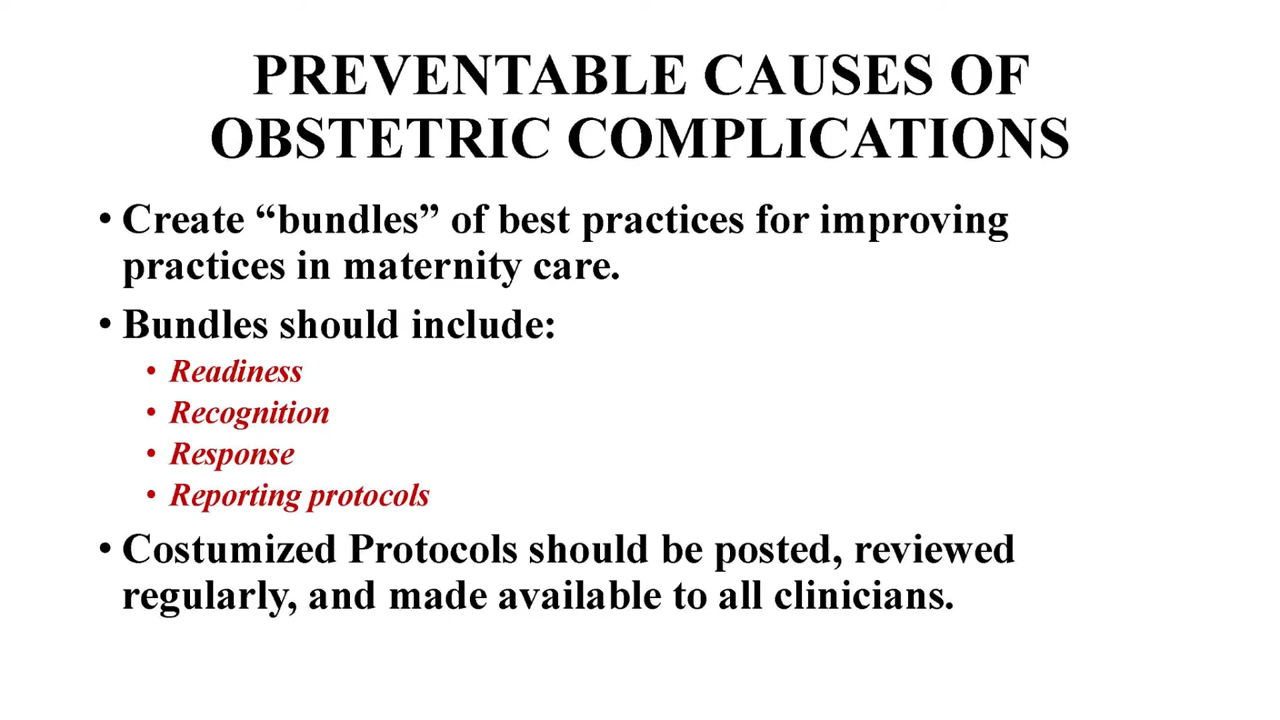 PREVENTABLE CAUSES OF
OBSTETRIC COMPLICATIONS
• Create “bundles” of best practices for improving
practices in maternity care.
• Bundles should include:
• Readiness
• Recognition
• Response
• Reporting protocols
• Costumized Protocols should be posted, reviewed
regularly, and made available to all clinicians.